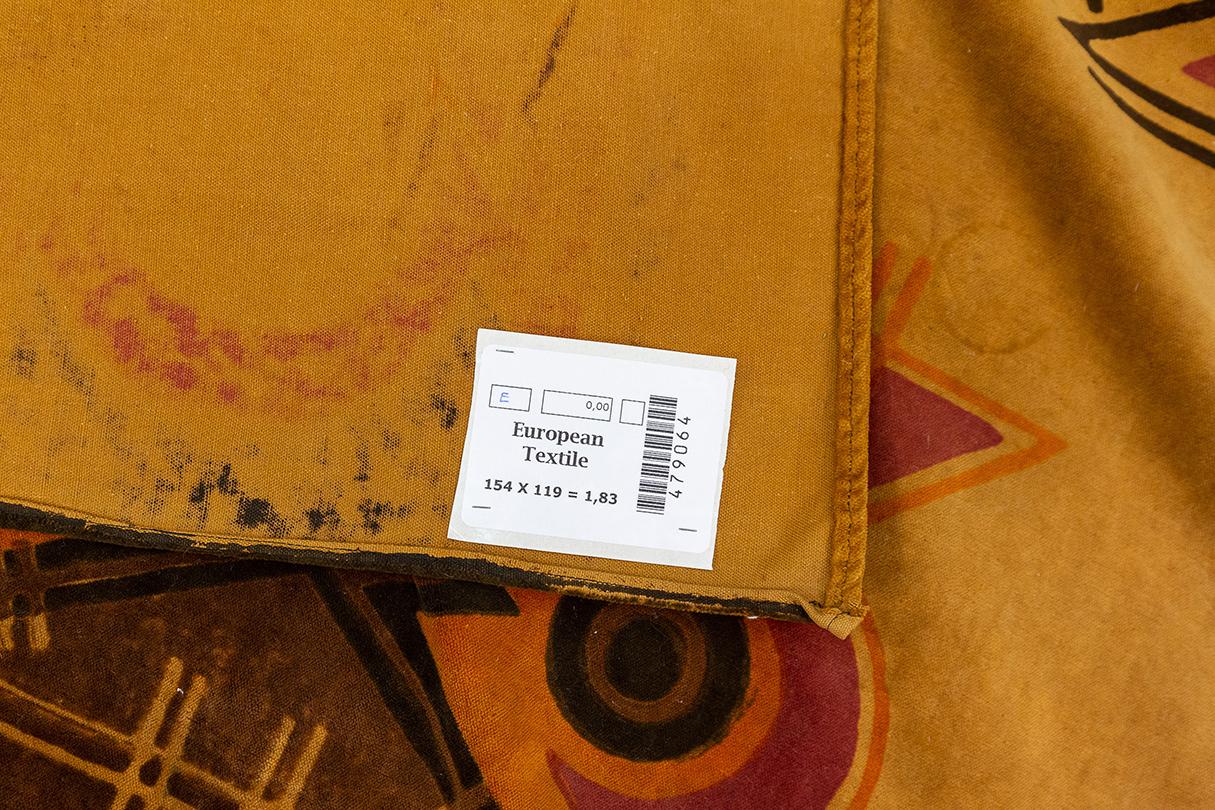 E 0,00
European
Textile
154 X 119 = 1,83
479064